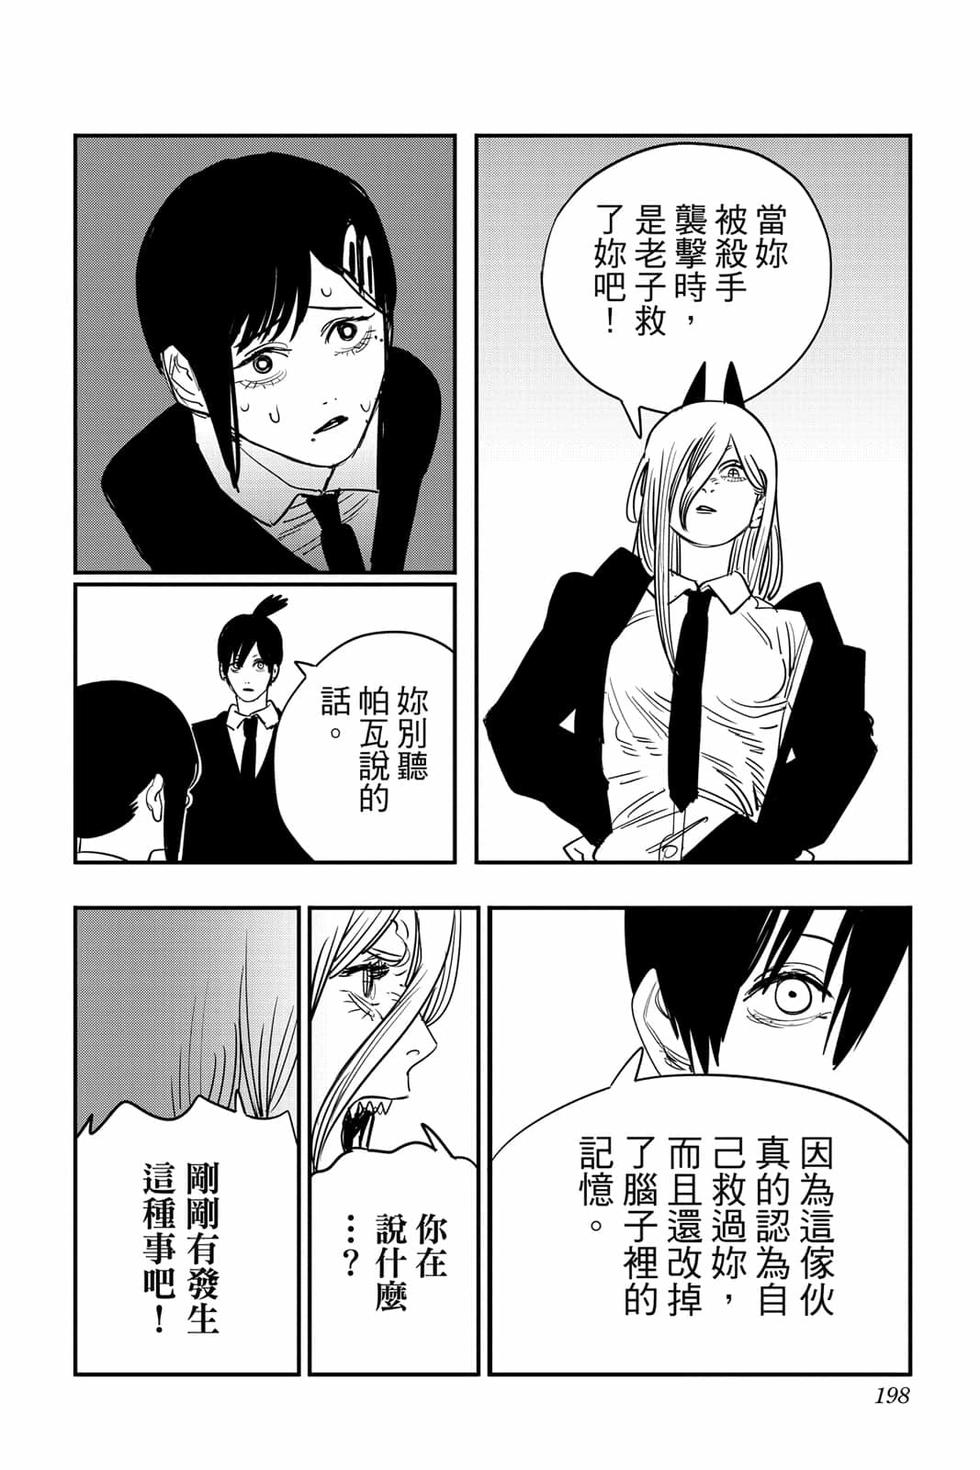 當妳
被殺手
襲擊時，
是老子救
了妳吧！
妳別聽
帕瓦說的
話。
因為這傢伙
真的認為自
己救過妳，
而且還改掉
了腦子裡的
記憶。
你在
說什麼
…？
剛剛有發生
這種事吧！
198